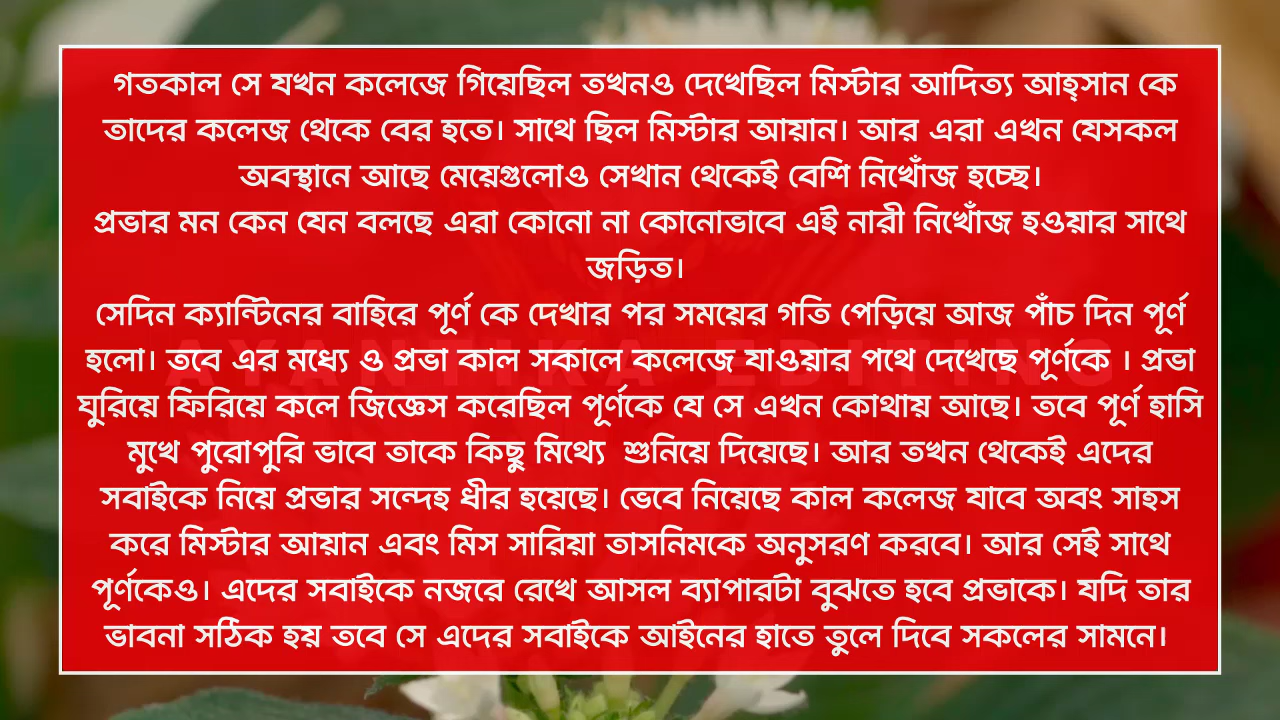 গতকাল সে যখন কলেজে গিয়েছিল তখনও দেখেছিল মিস্টার আদিত্য আহ্সান কে
তাদের কলেজ থেকে বের হতে। সাথে ছিল মিস্টার আয়ান। আর এরা এখন যেসকল
অবস্থানে আছে মেয়েগুলোও সেখান থেকেই বেশি নিখোঁজ হচ্ছে।
প্রভার মন কেন যেন বলছে এরা কোনো না কোনোভাবে এই নারী নিখোঁজ হওয়ার সাথে
জড়িত।
সেদিন ক্যান্টিনের বাহিরে পূর্ণ কে দেখার পর সময়ের গতি পেড়িয়ে আজ পাঁচ দিন পূর্ণ
হলো। তবে এর মধ্যে ও প্রভা কাল সকালে কলেজে যাওয়ার পথে দেখেছে পূর্ণকে । প্রভা
ঘুরিয়ে ফিরিয়ে কলে জিজ্ঞেস করেছিল পূর্ণকে যে সে এখন কোথায় আছে। তবে পূর্ণ হাসি
মুখে পুরোপুরি ভাবে তাকে কিছু মিথ্যে শুনিয়ে দিয়েছে। আর তখন থেকেই এদের
সবাইকে নিয়ে প্রভার সন্দেহ ধীর হয়েছে। ভেবে নিয়েছে কাল কলেজ যাবে অবং সাহস
করে মিস্টার আয়ান এবং মিস সারিয়া তাসনিমকে অনুসরণ করবে। আর সেই সাথে
পূর্ণকেও। এদের সবাইকে নজরে রেখে আসল ব্যাপারটা বুঝতে হবে প্রভাকে। যদি তার
ভাবনা সঠিক হয় তবে সে এদের সবাইকে আইনের হাতে তুলে দিবে সকলের সামনে।
AYANTIKA EDITING